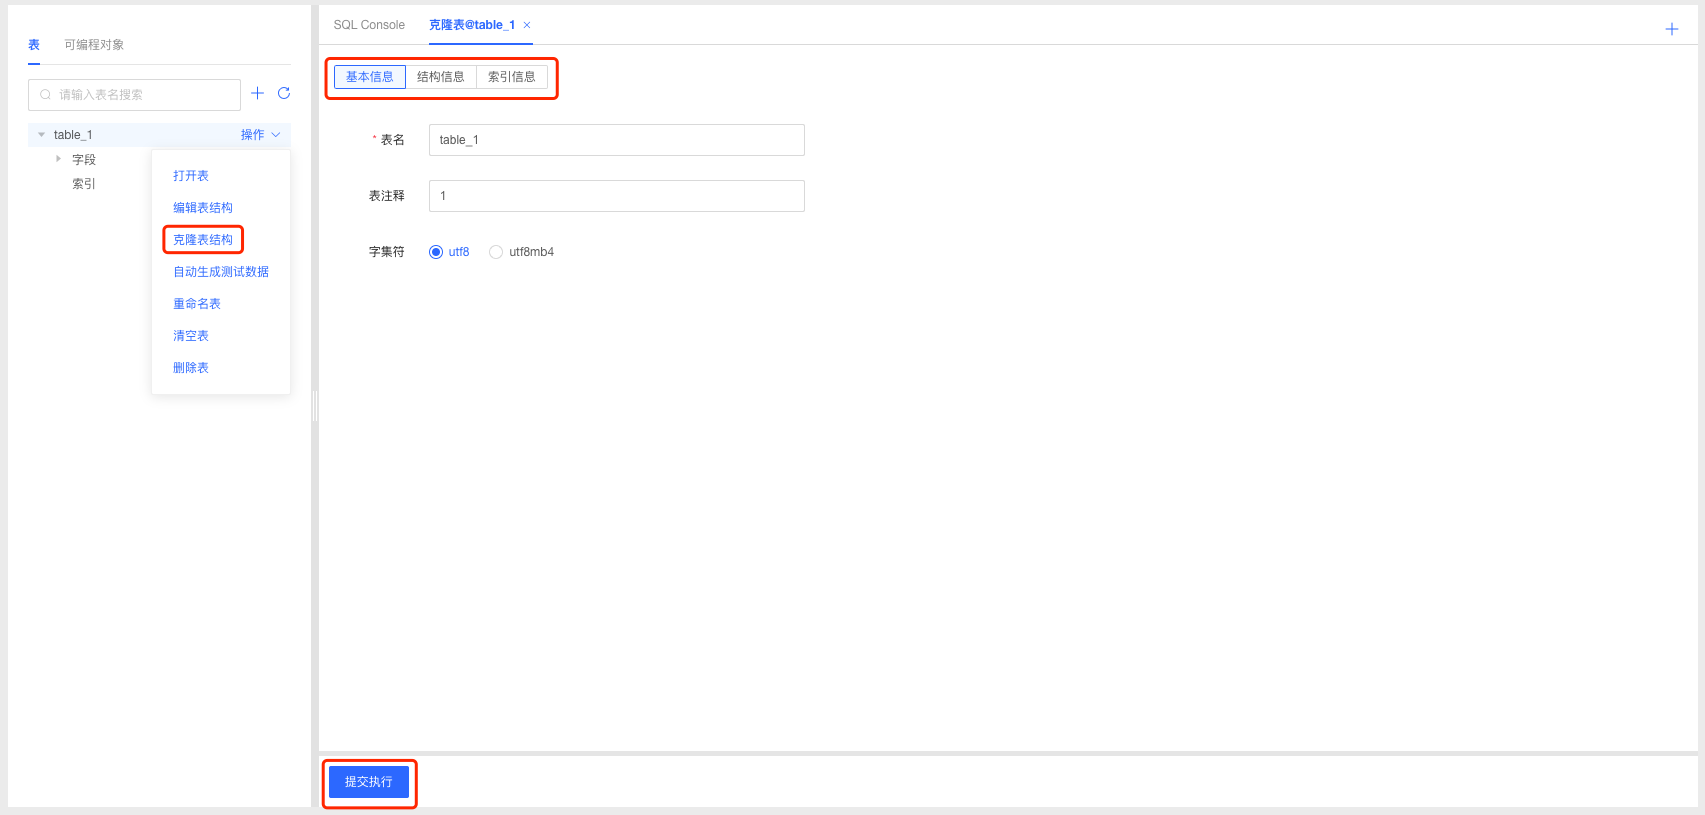 表 可编程对象
请输入表名搜索
table_1 操作
字段
索引
打开表
编辑表结构
克隆表结构
自动生成测试数据
重命名表
清空表
删除表
SQL Console 克隆表@table_1 ×
基本信息 结构信息 索引信息
* 表名 table_1
表注释 1
字集符 utf8 utf8mb4
提交执行